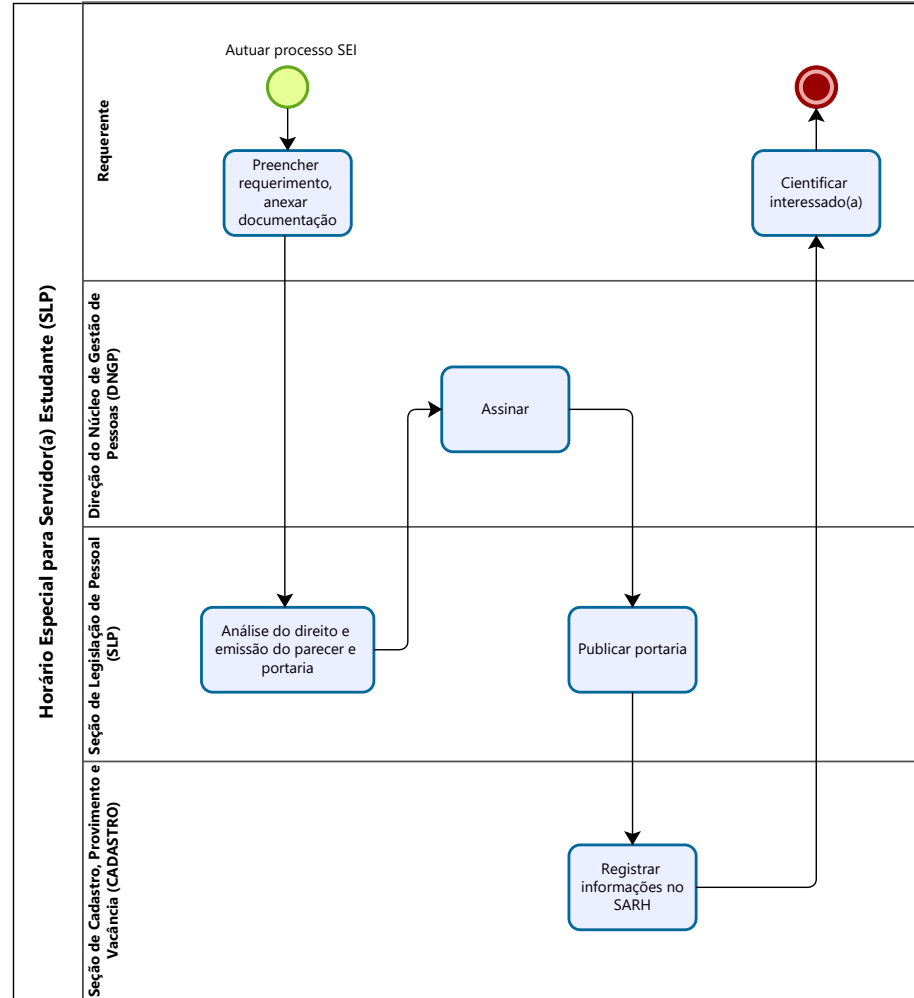 Horário Especial para Servidor(a) Estudante (SLP)
Requerente
Autuar processo SEI
Preencher
requerimento,
anexar
documentação
Cientificar
interessado(a)
Direção do Núcleo de Gestão de
Pessoas (DNGP)
Assinar
Seção de Legislação de Pessoal
(SLP)
Análise do direito e
emissão do parecer e
portaria
Publicar portaria
Seção de Cadastro, Provimento e
Vacância (CADASTRO)
Registrar
informações no
SARH